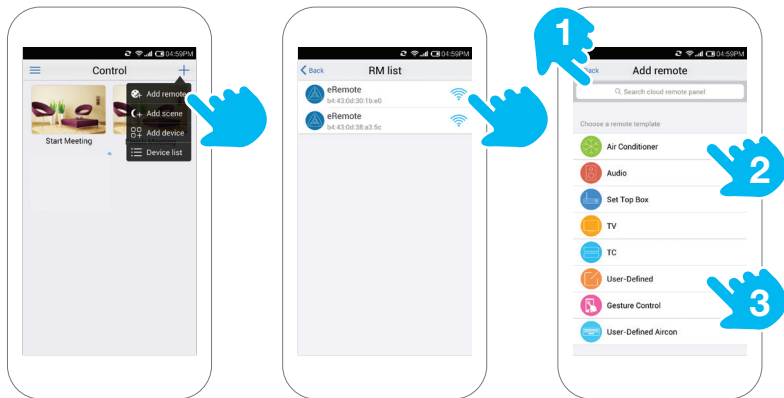 04:59PM
Control
Add remote
Add scene
Add device
Device list
Start Meeting
04:59PM
Back
RM list
eRemote
b4:43:0d:30:1b:e0
eRemote
b4:43:0d:38:a3:5c
1
04:59PM
Add remote
Search cloud remote panel
Choose a remote template
Air Conditioner
2
Audio
Set Top Box
TV
TC
User-Defined
3
Gesture Control
User-Defined Aircon